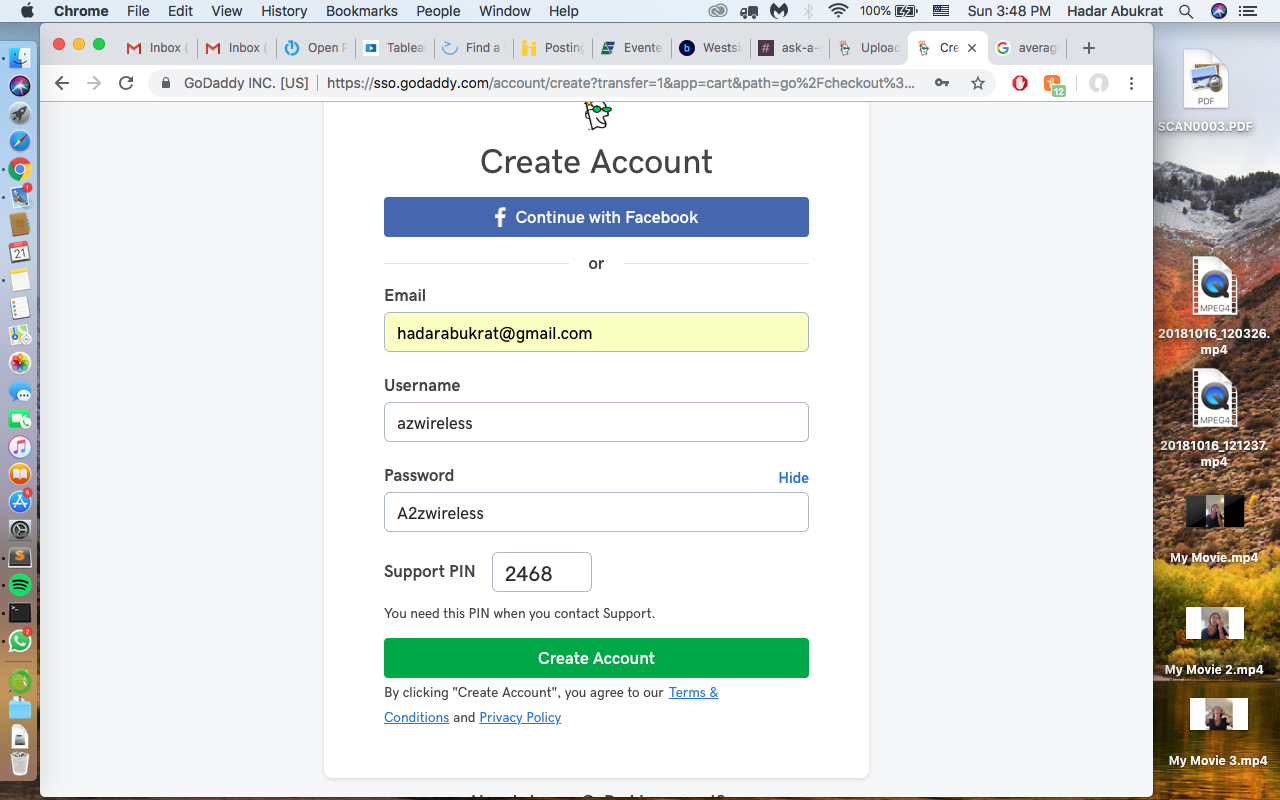 Chrome File Edit View History Bookmarks People Window Help 100% Sun 3:48 PM Hadar Abukrat
Inbox ( Inbox ( Open F Tablea Find a Posting Evente Westsi ask-a- Upload Cre averag
GoDaddy INC. [US] https://sso.godaddy.com/account/create?transfer=1&app=cart&path=go%2Fcheckout%3...
12
Create Account
Continue with Facebook
or
Email
hadarabukrat@gmail.com
Username
azwireless
Password Hide
A2zwireless
Support PIN 2468
You need this PIN when you contact Support.
Create Account
By clicking "Create Account", you agree to our Terms &
Conditions and Privacy Policy
PDF
SCAN0003.PDF
MPEG4
20181016_120326.
mp4
MPEG4
20181016_121237.
mp4
My Movie.mp4
My Movie 2.mp4
My Movie 3.mp4
21